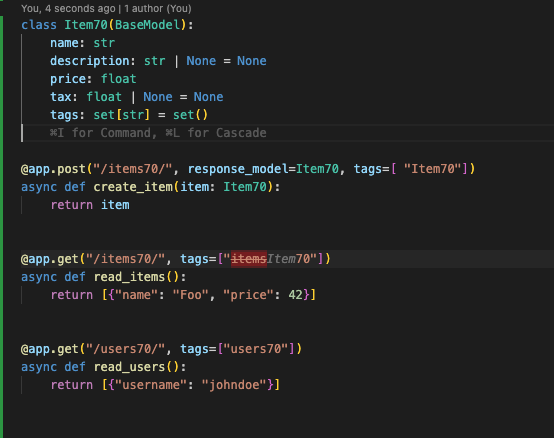 You, 4 seconds ago | 1 author (You)
class Item70(BaseModel):
    name: str
    description: str | None = None
    price: float
    tax: float | None = None
    tags: set[str] = set()
    ⌘I for Command, ⌘L for Cascade
@app.post("/items70/", response_model=Item70, tags=[ "Item70"])
async def create_item(item: Item70):
    return item
@app.get("/items70/", tags=["itemsItem70"])
async def read_items():
    return [{"name": "Foo", "price": 42}]
@app.get("/users70/", tags=["users70"])
async def read_users():
    return [{"username": "johndoe"}]